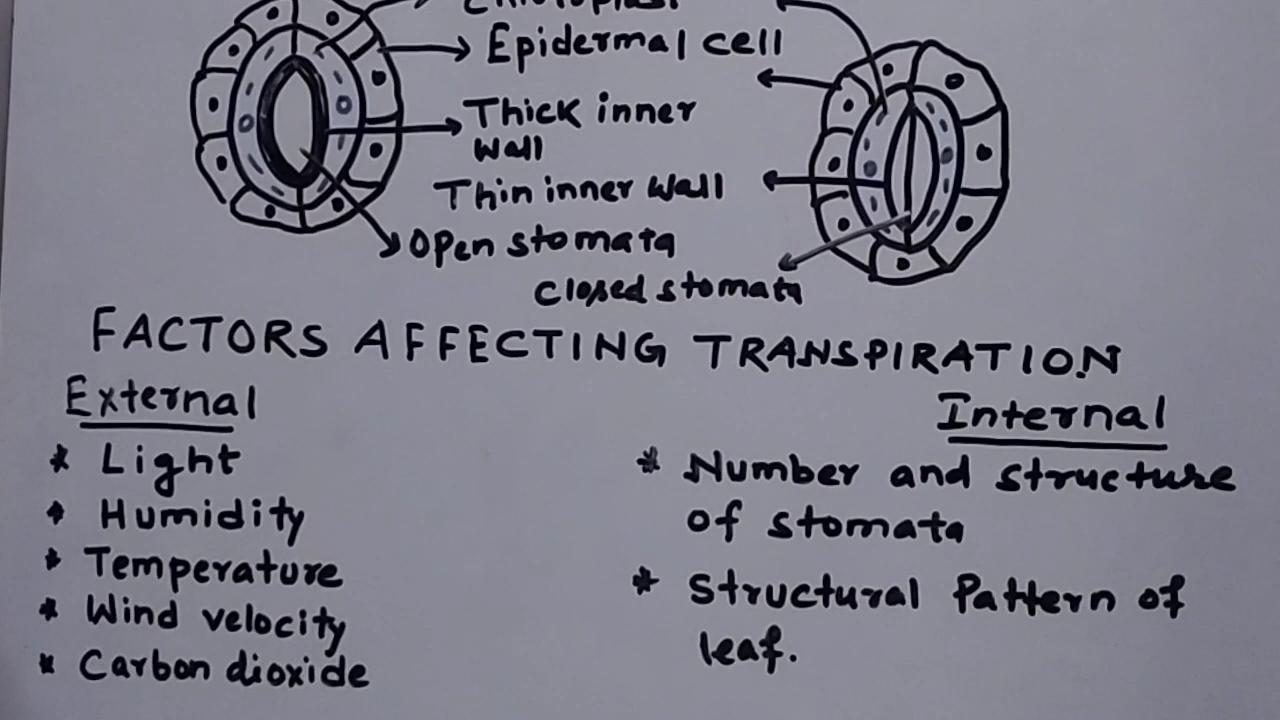 Epidermal cell
Thick inner
wall
Thin inner wall
Open stomata
closed stomata
FACTORS AFFECTING TRANSPIRATION
External
Internal
* Light
* Humidity
* Temperature
* Wind velocity
* Carbon dioxide
* Number and structure
of stomata
* Structural Pattern of
leaf.